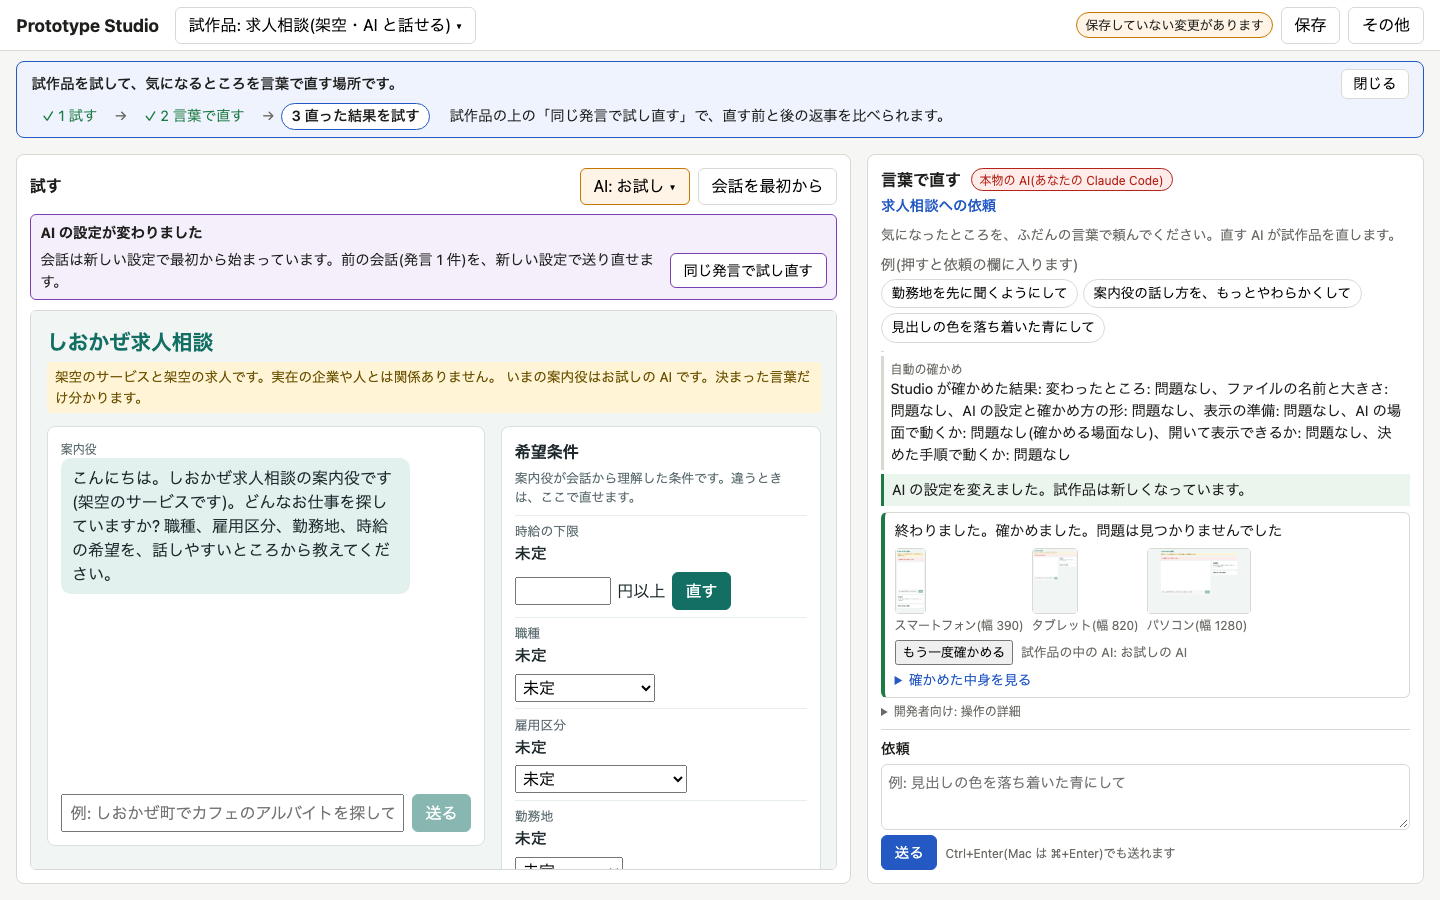 Prototype Studio
試作品: 求人相談(架空・AI と話せる) ▾
保存していない変更があります
保存
その他
試作品を試して、気になるところを言葉で直す場所です。
閉じる
✓ 1 試す → ✓ 2 言葉で直す → 3 直った結果を試す 試作品の上の「同じ発言で試し直す」で、直す前と後の返事を比べられます。
試す
AI: お試し ▾
会話を最初から
AI の設定が変わりました
会話は新しい設定で最初から始まっています。前の会話(発言 1 件)を、新しい設定で送り直せま
す。
同じ発言で試し直す
しおかぜ求人相談
架空のサービスと架空の求人です。実在の企業や人とは関係ありません。 いまの案内役はお試しの AI です。決まった言葉だ
け分かります。
案内役
こんにちは。しおかぜ求人相談の案内役です
(架空のサービスです)。どんなお仕事を探し
ていますか? 職種、雇用区分、勤務地、時給
の希望を、話しやすいところから教えてくだ
さい。
例: しおかぜ町でカフェのアルバイトを探して
送る
希望条件
案内役が会話から理解した条件です。違うとき
は、ここで直せます。
時給の下限
未定
円以上
直す
職種
未定
未定
雇用区分
未定
未定
勤務地
未定
未定
言葉で直す
本物の AI(あなたの Claude Code)
求人相談への依頼
気になったところを、ふだんの言葉で頼んでください。直す AI が試作品を直します。
例(押すと依頼の欄に入ります)
勤務地を先に聞くようにして
案内役の話し方を、もっとやわらかくして
見出しの色を落ち着いた青にして
自動の確かめ
Studio が確かめた結果: 変わったところ: 問題なし、ファイルの名前と大きさ:
問題なし、AI の設定と確かめ方の形: 問題なし、表示の準備: 問題なし、AI の場
面で動くか: 問題なし(確かめる場面なし)、開いて表示できるか: 問題なし、決
めた手順で動くか: 問題なし
AI の設定を変えました。試作品は新しくなっています。
終わりました。確かめました。問題は見つかりませんでした
スマートフォン(幅 390)
タブレット(幅 820)
パソコン(幅 1280)
もう一度確かめる
試作品の中の AI: お試しの AI
▶ 確かめた中身を見る
▶ 開発者向け: 操作の詳細
依頼
例: 見出しの色を落ち着いた青にして
送る
Ctrl+Enter(Mac は ⌘+Enter)でも送れます